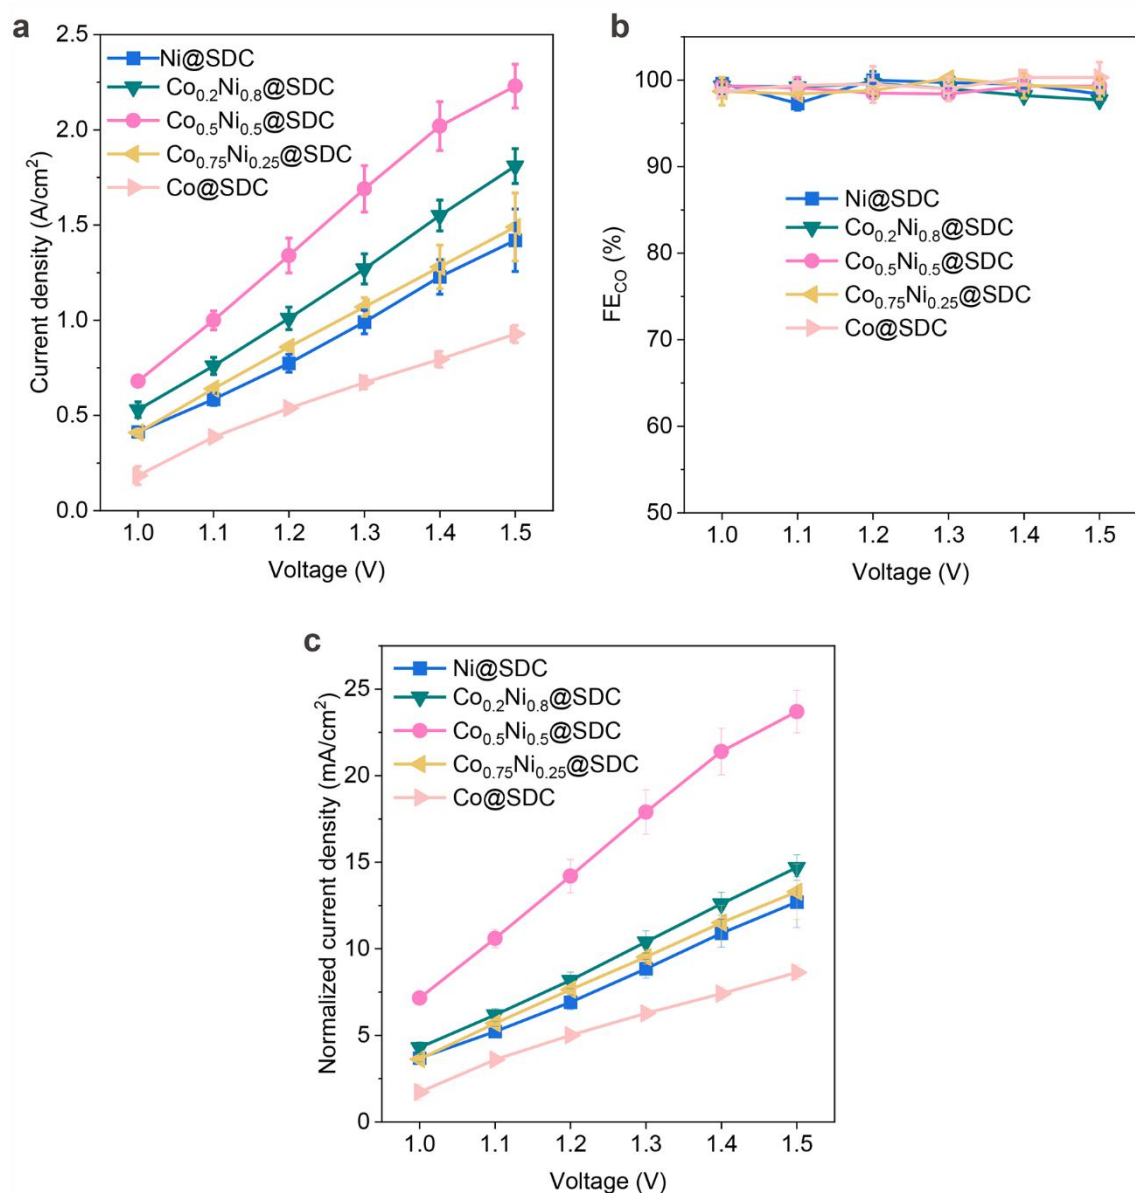 a
2.5
2.0
1.5
1.0
0.5
0.0
Current density (A/cm²)
Ni@SDC
Co₀.₂Ni₀.₈@SDC
Co₀.₅Ni₀.₅@SDC
Co₀.₇₅Ni₀.₂₅@SDC
Co@SDC
1.0 1.1 1.2 1.3 1.4 1.5
Voltage (V)
b
100
90
80
70
60
50
FE_CO (%)
Ni@SDC
Co₀.₂Ni₀.₈@SDC
Co₀.₅Ni₀.₅@SDC
Co₀.₇₅Ni₀.₂₅@SDC
Co@SDC
1.0 1.1 1.2 1.3 1.4 1.5
Voltage (V)
c
25
20
15
10
5
0
Normalized current density (mA/cm²)
Ni@SDC
Co₀.₂Ni₀.₈@SDC
Co₀.₅Ni₀.₅@SDC
Co₀.₇₅Ni₀.₂₅@SDC
Co@SDC
1.0 1.1 1.2 1.3 1.4 1.5
Voltage (V)